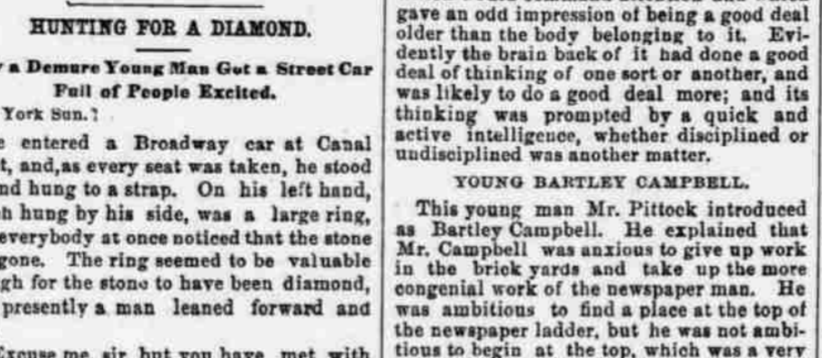 HUNTING FOR A DIAMOND.
a Demure Young Man Got a Street Car
Full of People Excited.
York Sun.]
entered a Broadway car at Canal
and, as every seat was taken, he stood
hung to a strap. On his left hand,
hung by his side, was a large ring,
everybody at once noticed that the stone
gone. The ring seemed to be valuable
for the stone to have been diamond,
presently a man leaned forward and
Excuse me, sir, but you have met with
gave an odd impression of being a good deal
older than the body belonging to it. Evi-
dently the brain back of it had done a good
deal of thinking of one sort or another, and
was likely to do a good deal more; and its
thinking was prompted by a quick and
active intelligence, whether disciplined or
undisciplined was another matter.
YOUNG BARTLEY CAMPBELL.
This young man Mr. Pittock introduced
as Bartley Campbell. He explained that
Mr. Campbell was anxious to give up work
in the brick yards and take up the more
congenial work of the newspaper man. He
was ambitious to find a place at the top of
the newspaper ladder, but he was not ambi-
tious to begin at the top, which was a very